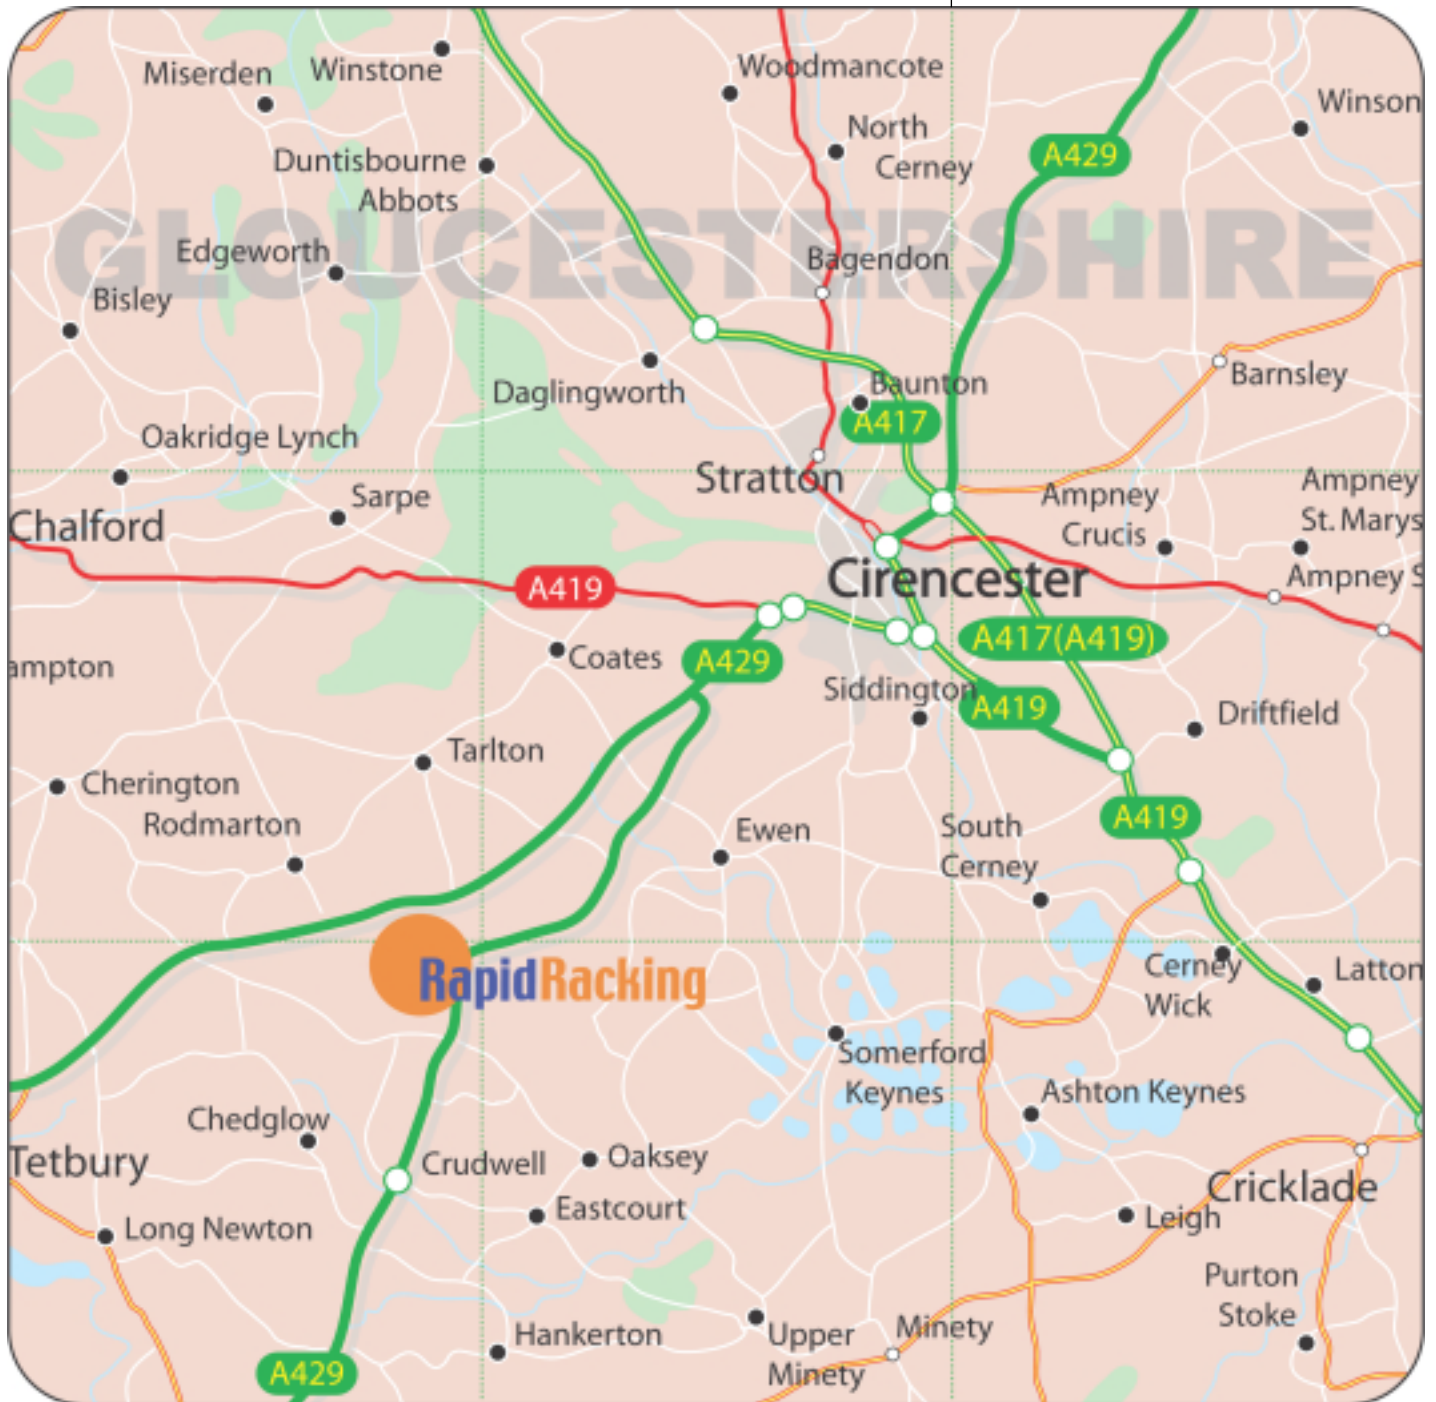 Miserden
Winstone
Woodmancote
Winson
North
Cerney
A429
Duntisbourne
Abbots
GLOUCESTERSHIRE
Edgeworth
Bagendon
Bisley
Daglingworth
Baunton
A417
Barnsley
Oakridge Lynch
Stratton
Sarpe
Ampney
Crucis
Ampney
St. Marys
Chalford
A419
Cirencester
Ampney S
ampton
Coates
A429
A417(A419)
Siddington
A419
Driftfield
Tarlton
Cherington
Rodmarton
Ewen
South
Cerney
A419
RapidRacking
Cerney
Wick
Latton
Somerford
Keynes
Ashton Keynes
Chedglow
Tetbury
Crudwell
Oaksey
Cricklade
Long Newton
Eastcourt
Leigh
Purton
Stoke
Hankerton
Upper
Minety
Minety
A429